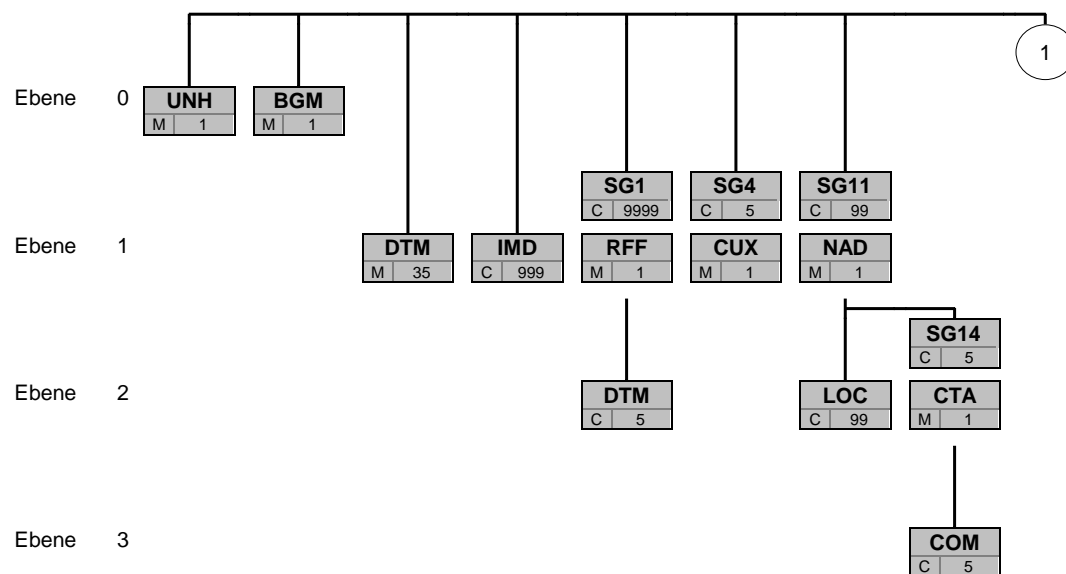 1
Ebene 0 UNH BGM
M 1 M 1
SG1 SG4 SG11
C 9999 C 5 C 99
Ebene 1 DTM IMD RFF CUX NAD
M 35 C 999 M 1 M 1 M 1
SG14
C 5
Ebene 2 DTM LOC CTA
C 5 C 99 M 1
Ebene 3 COM
C 5